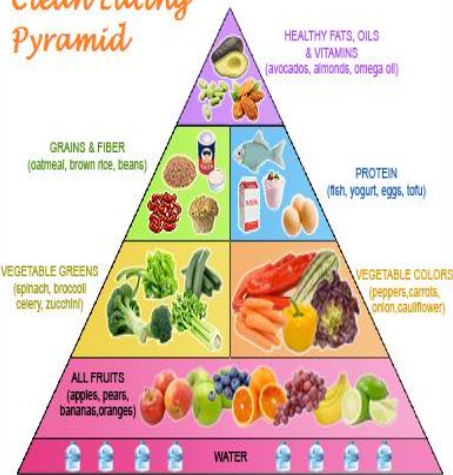 Clean Eating
Pyramid
HEALTHY FATS, OILS
& VITAMINS
(avocados, almonds, omega oil)
GRAINS & FIBER
(oatmeal, brown rice, beans)
PROTEIN
(fish, yogurt, eggs, tofu)
VEGETABLE GREENS
(spinach, broccoli
celery, zucchini)
VEGETABLE COLORS
(peppers,carrots,
onion,cauliflower)
ALL FRUITS
(apples, pears,
bananas,oranges)
WATER